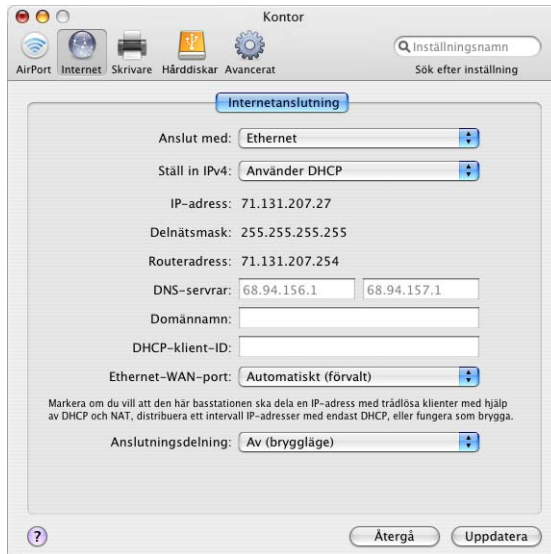 Kontor
Inställningsnamn
AirPort Internet Skrivare Hårddiskar Avancerat
Sök efter inställning
Internetanslutning
Anslut med: Ethernet
Ställ in IPv4: Använder DHCP
IP-adress: 71.131.207.27
Delnätsmask: 255.255.255.255
Routeradress: 71.131.207.254
DNS-servrar: 68.94.156.1 68.94.157.1
Domännamn:
DHCP-klient-ID:
Ethernet-WAN-port: Automatiskt (förvalt)
Markera om du vill att den här basstationen ska dela en IP-adress med trådlösa klienter med hjälp
av DHCP och NAT, distribuera ett intervall IP-adresser med endast DHCP, eller fungera som brygga.
Anslutningsdelning: Av (bryggläge)
? Återgå Uppdatera